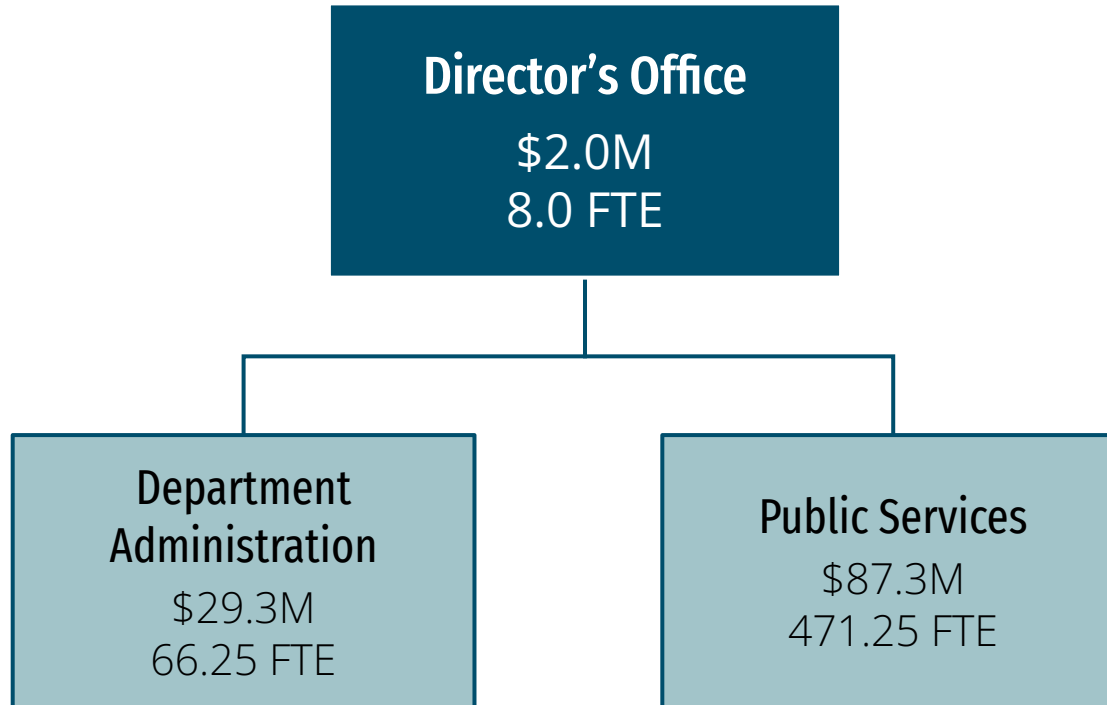 Director’s Office
$2.0M
8.0 FTE
Department
Administration
$29.3M
66.25 FTE
Public Services
$87.3M
471.25 FTE